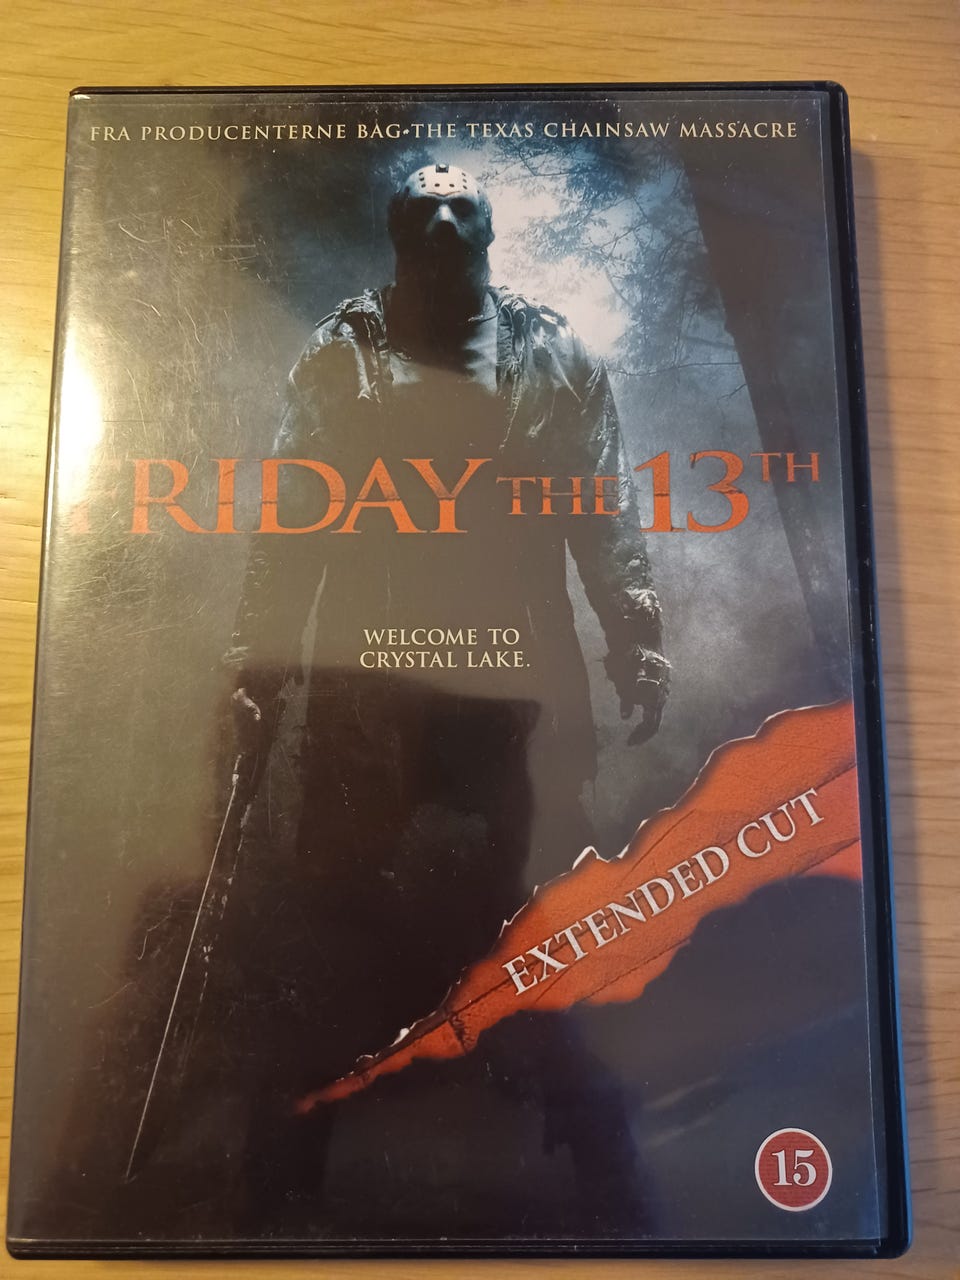 FRA PRODUCENTERNE BAG THE TEXAS CHAINSAW MASSACRE
FRIDAY THE 13TH
WELCOME TO
CRYSTAL LAKE.
EXTENDED CUT
15